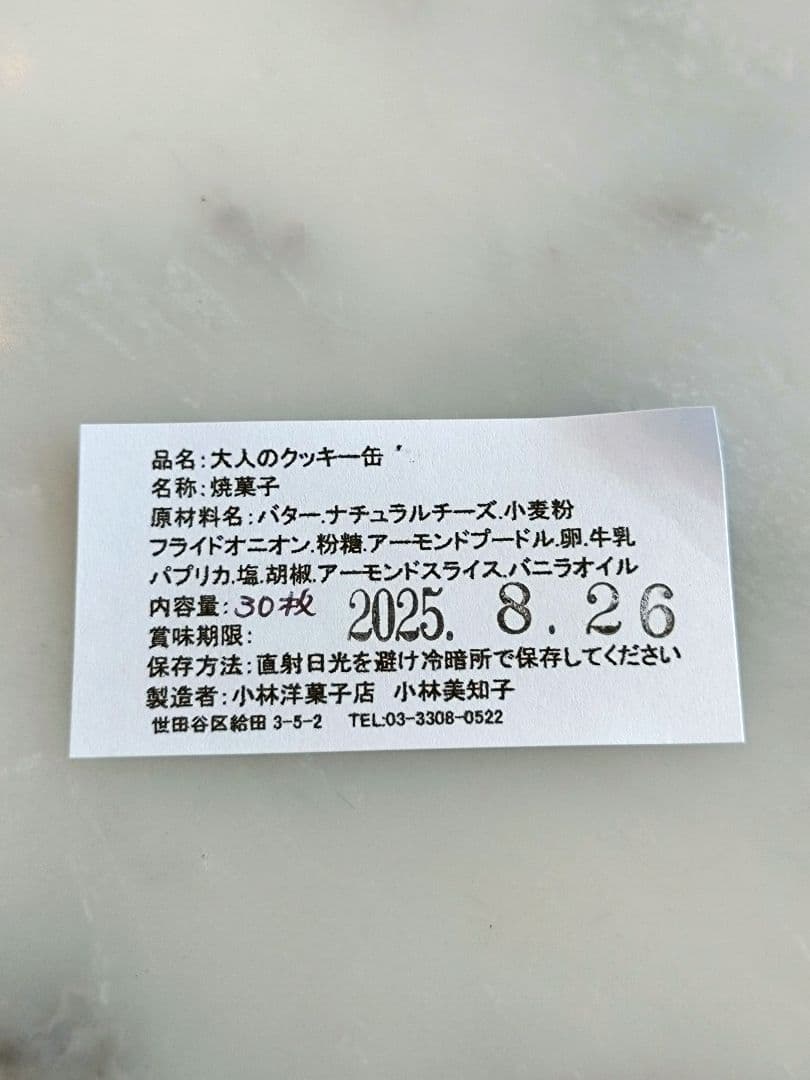 品名:大人のクッキー缶
名称:焼菓子
原材料名:バター.ナチュラルチーズ.小麦粉
フライドオニオン.粉糖.アーモンドプードル.卵.牛乳
パプリカ.塩.胡椒.アーモンドスライス.バニラオイル
内容量:30枚
賞味期限: 2025. 8. 26
保存方法:直射日光を避け冷暗所で保存してください
製造者:小林洋菓子店 小林美知子
世田谷区給田3-5-2 TEL:03-3308-0522